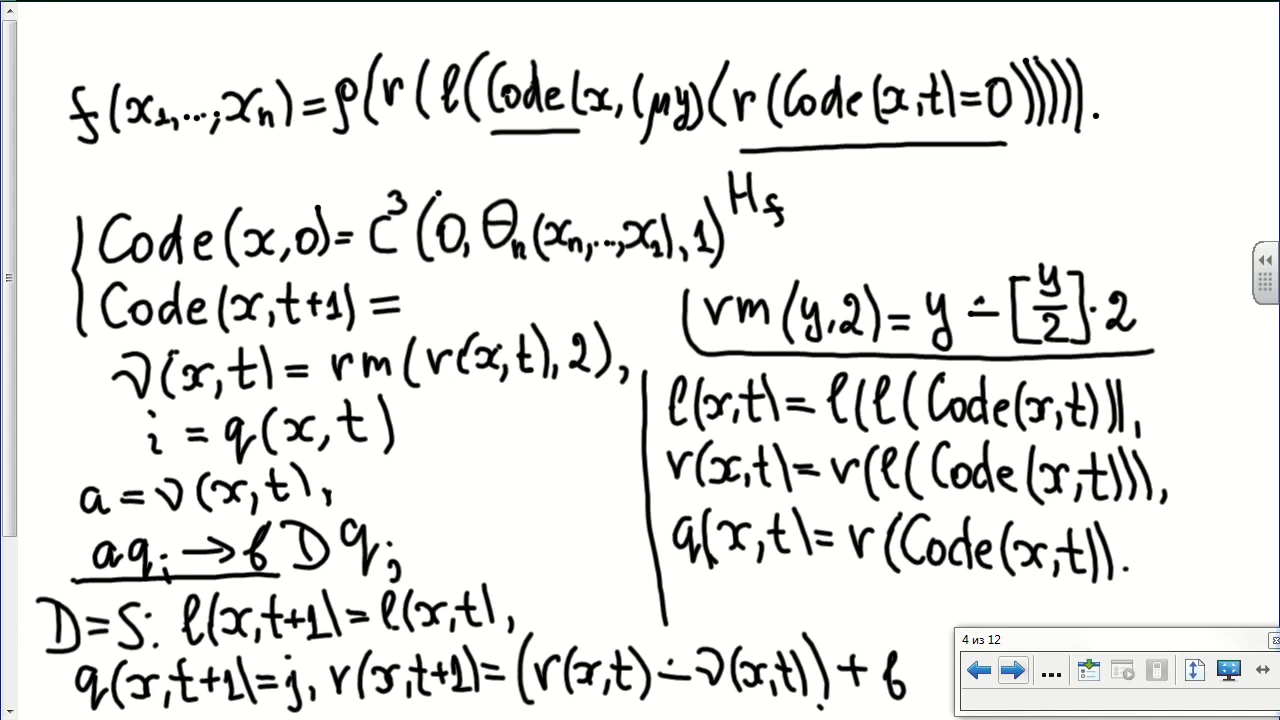 f(x₁,...,xₙ)=ρ(r(ℓ(Code(x,(μy)(r(Code(x,t)=0))))).
Code(x,0)=C³(0,θₙ(xₙ,...,x₁),1) H_f
Code(x,t+1)=
ν(x,t)=rm(r(x,t),2),
i=q(x,t)
a=ν(x,t),
aqᵢ→b D qⱼ
D=S: ℓ(x,t+1)=ℓ(x,t),
q(x,t+1)=j, r(x,t+1)=(r(x,t)∸ν(x,t))+b
rm(y,2)=y∸[y/2]·2
ℓ(x,t)=ℓ(ℓ(Code(x,t))),
r(x,t)=r(ℓ(Code(x,t))),
q(x,t)=r(Code(x,t)).
4 из 12